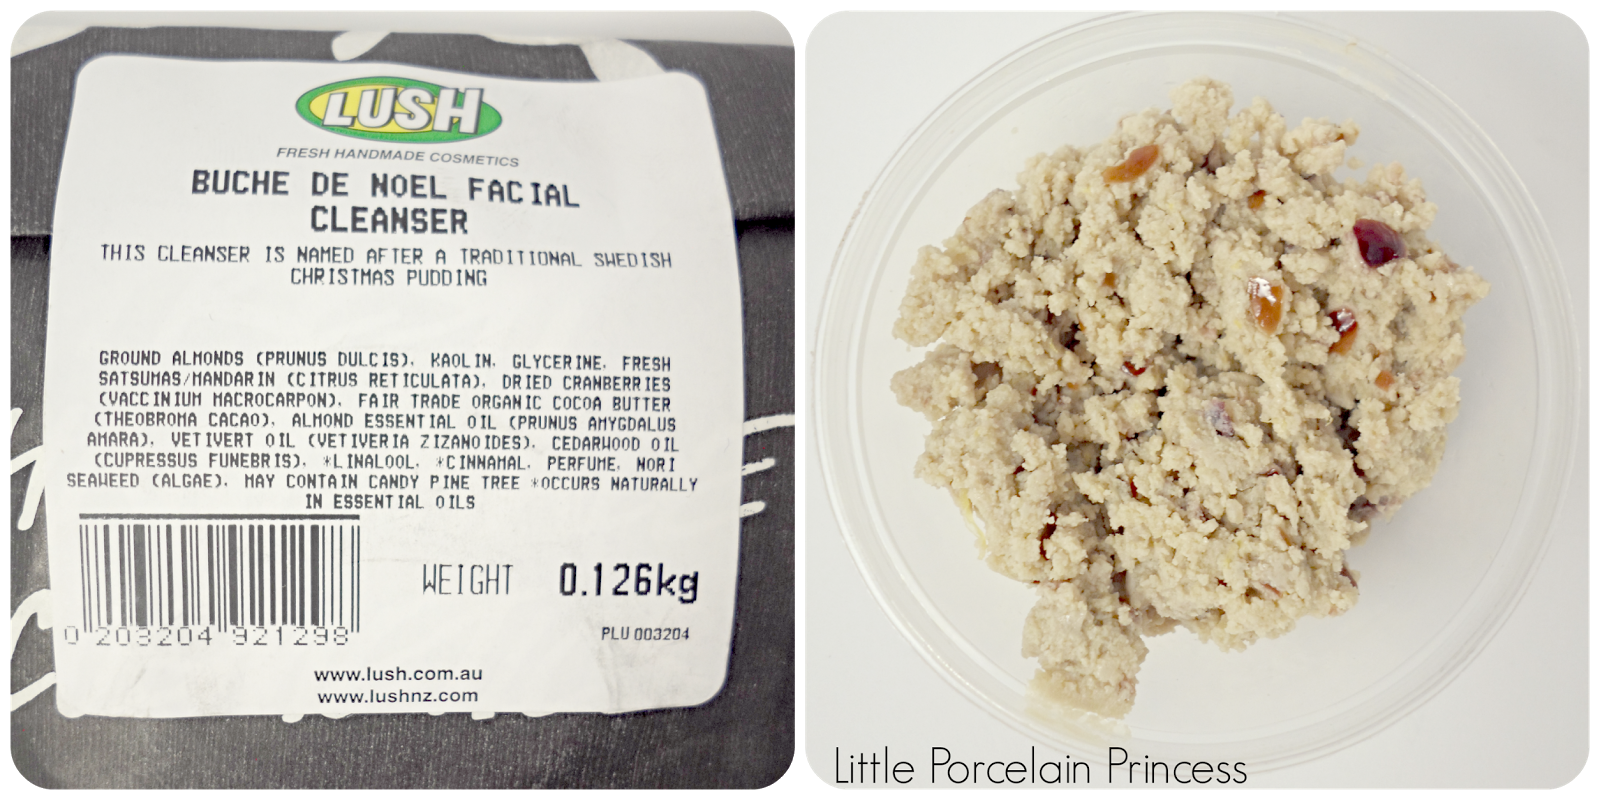 LUSH
FRESH HANDMADE COSMETICS
BUCHE DE NOEL FACIAL
CLEANSER
THIS CLEANSER IS NAMED AFTER A TRADITIONAL SWEDISH
CHRISTMAS PUDDING
GROUND ALMONDS (PRUNUS DULCIS), KAOLIN, GLYCERINE, FRESH
SATSUMAS/MANDARIN (CITRUS RETICULATA), DRIED CRANBERRIES
(VACCINIUM MACROCARPON), FAIR TRADE ORGANIC COCOA BUTTER
(THEOBROMA CACAO), ALMOND ESSENTIAL OIL (PRUNUS AMYGDALUS
AMARA), VETIVERT OIL (VETIVERIA ZIZANOIDES), CEDARWOOD OIL
(CUPRESSUS FUNEBRIS), *LINALOOL, *CINNAMAL, PERFUME, NORI
SEAWEED (ALGAE), MAY CONTAIN CANDY PINE TREE *OCCURS NATURALLY
IN ESSENTIAL OILS
WEIGHT 0.126kg
0 203204 921298
PLU 003204
www.lush.com.au
www.lushnz.com
Little Porcelain Princess